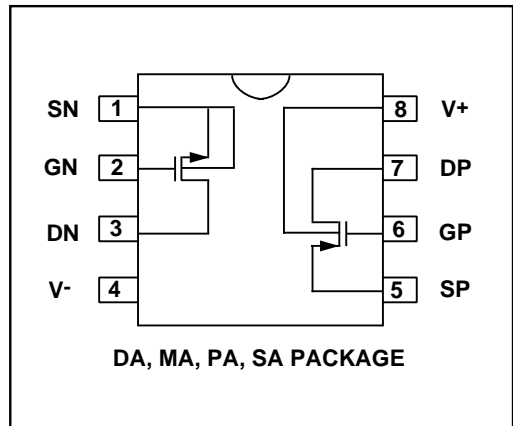 SN 1 8 V+
GN 2 7 DP
DN 3 6 GP
V- 4 5 SP
DA, MA, PA, SA PACKAGE